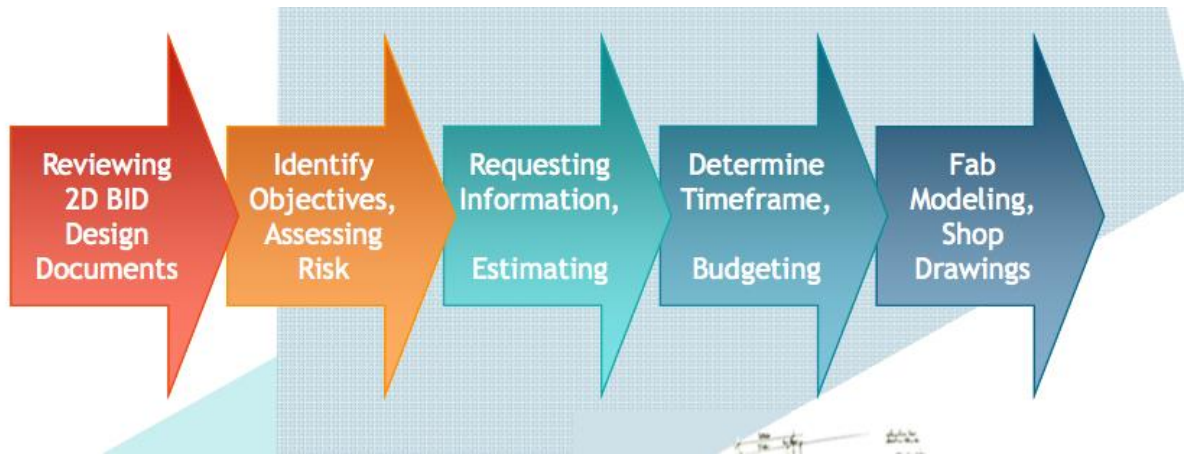 Reviewing
2D BID
Design
Documents
Identify
Objectives,
Assessing
Risk
Requesting
Information,
Estimating
Determine
Timeframe,
Budgeting
Fab
Modeling,
Shop
Drawings